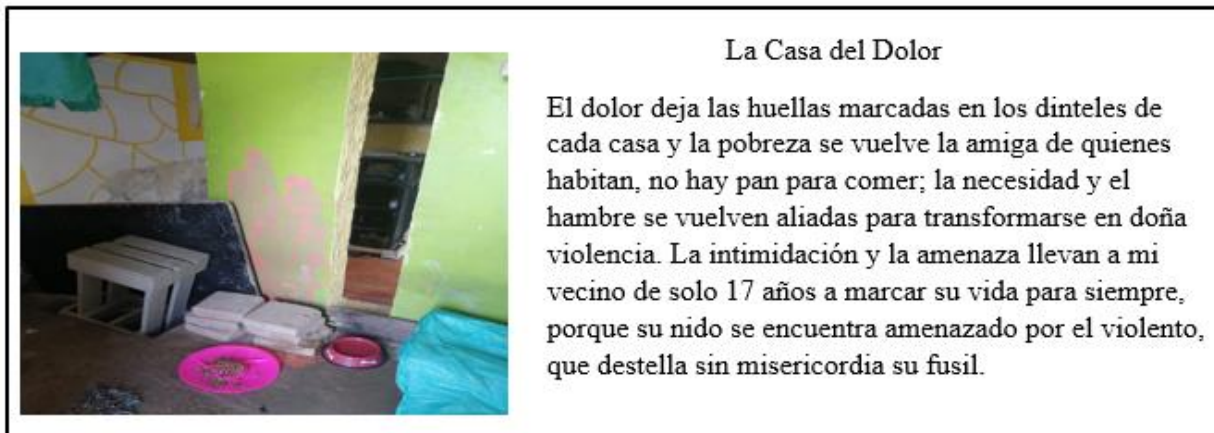 La Casa del Dolor
El dolor deja las huellas marcadas en los dinteles de
cada casa y la pobreza se vuelve la amiga de quienes
habitan, no hay pan para comer; la necesidad y el
hambre se vuelven aliadas para transformarse en doña
violencia. La intimidación y la amenaza llevan a mi
vecino de solo 17 años a marcar su vida para siempre,
porque su nido se encuentra amenazado por el violento,
que destella sin misericordia su fusil.